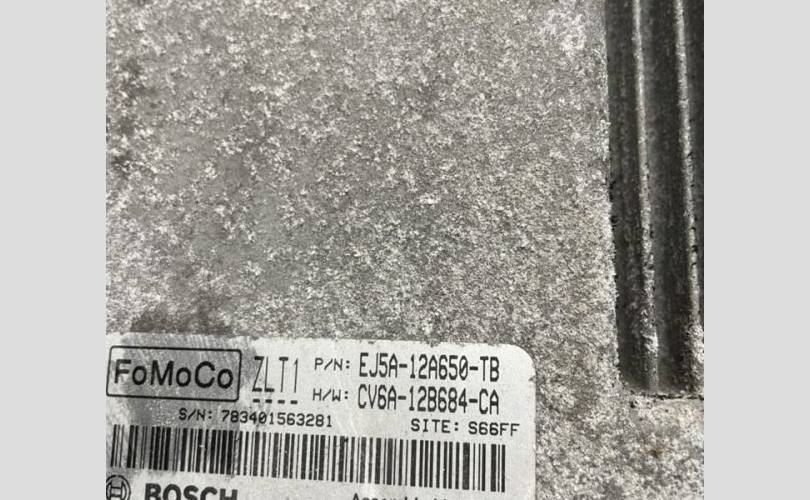 FoMoCo ZLT1 P/N: EJ5A-12A650-TB
H/W: CV6A-12B684-CA
S/N: 783401563281 SITE: S66FF
BOSCH